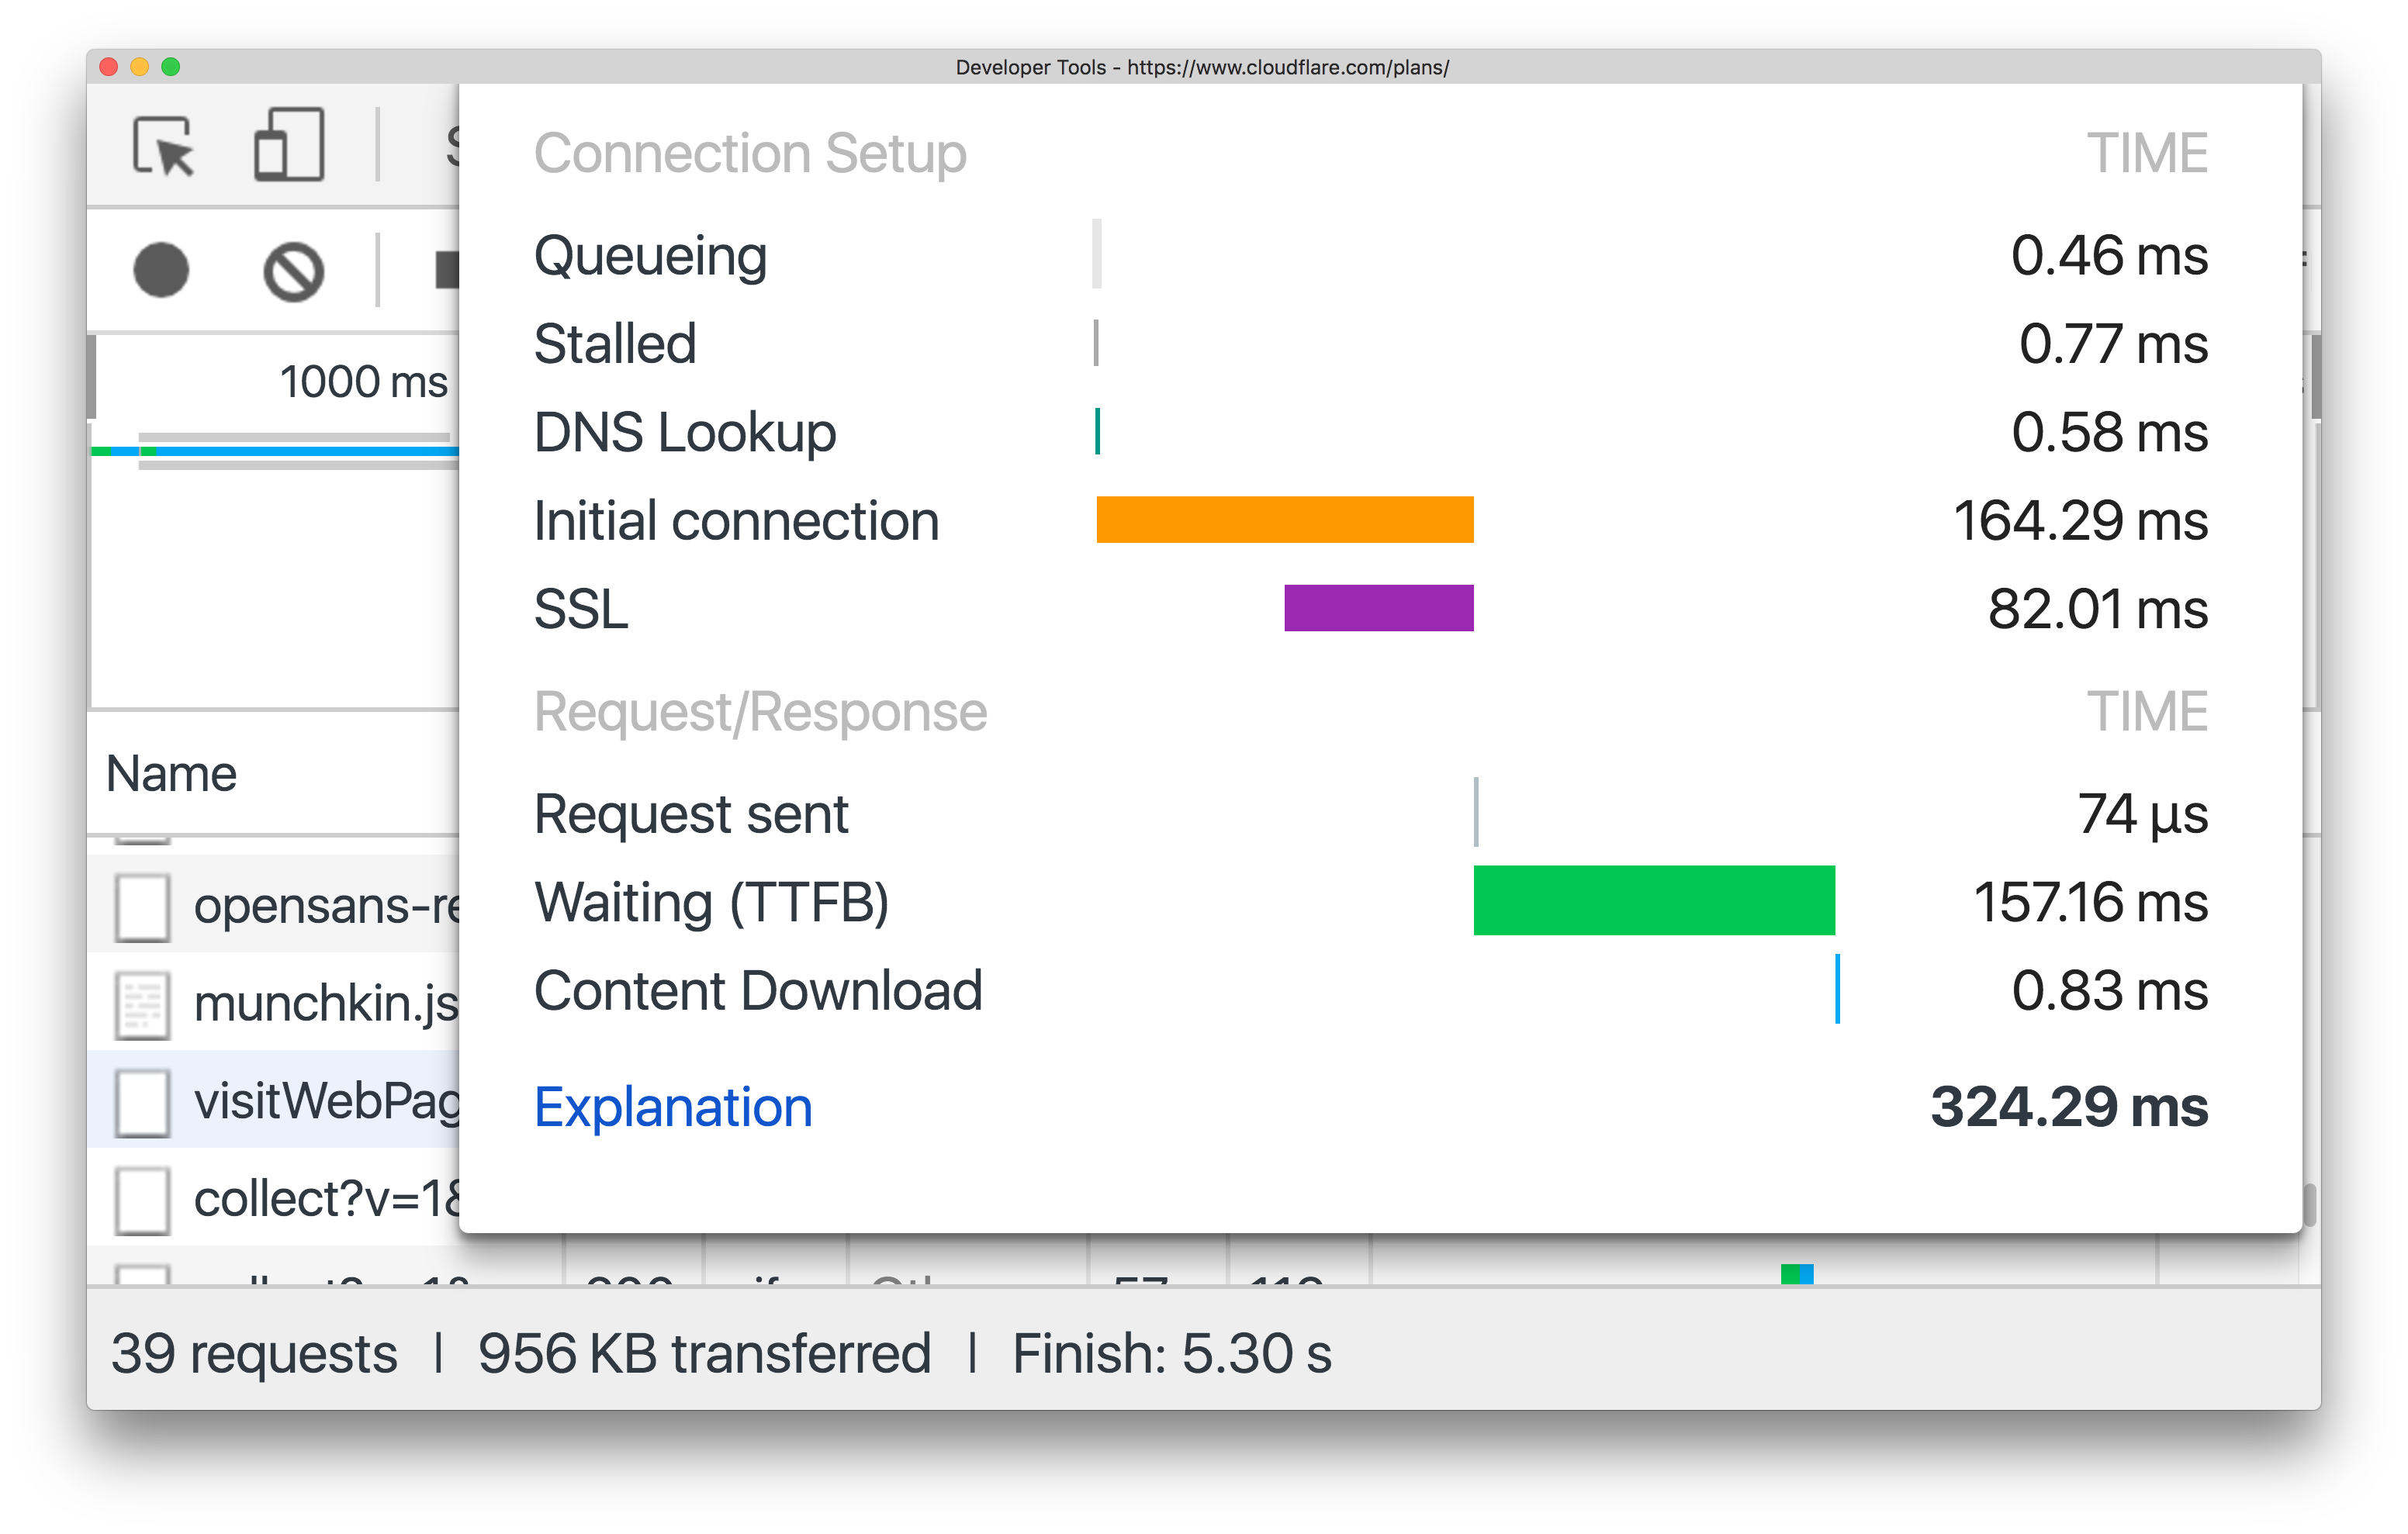 Developer Tools - https://www.cloudflare.com/plans/
Connection Setup TIME
Queueing 0.46 ms
Stalled 0.77 ms
DNS Lookup 0.58 ms
Initial connection 164.29 ms
SSL 82.01 ms
Request/Response TIME
Request sent 74 µs
Waiting (TTFB) 157.16 ms
Content Download 0.83 ms
Explanation 324.29 ms
1000 ms
Name
opensans-re
munchkin.js
visitWebPag
collect?v=1&
39 requests | 956 KB transferred | Finish: 5.30 s